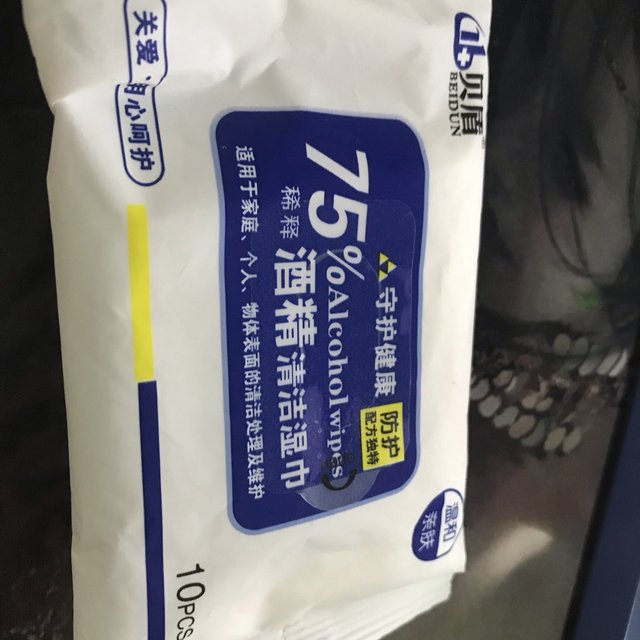 贝盾
BEIDUN
关爱 用心呵护
守护健康
防护
配方独特
75%Alcohol wipes
稀释
酒精清洁湿巾
适用于家庭、个人、物体表面的清洁处理及维护
温和
亲肤
10PCS